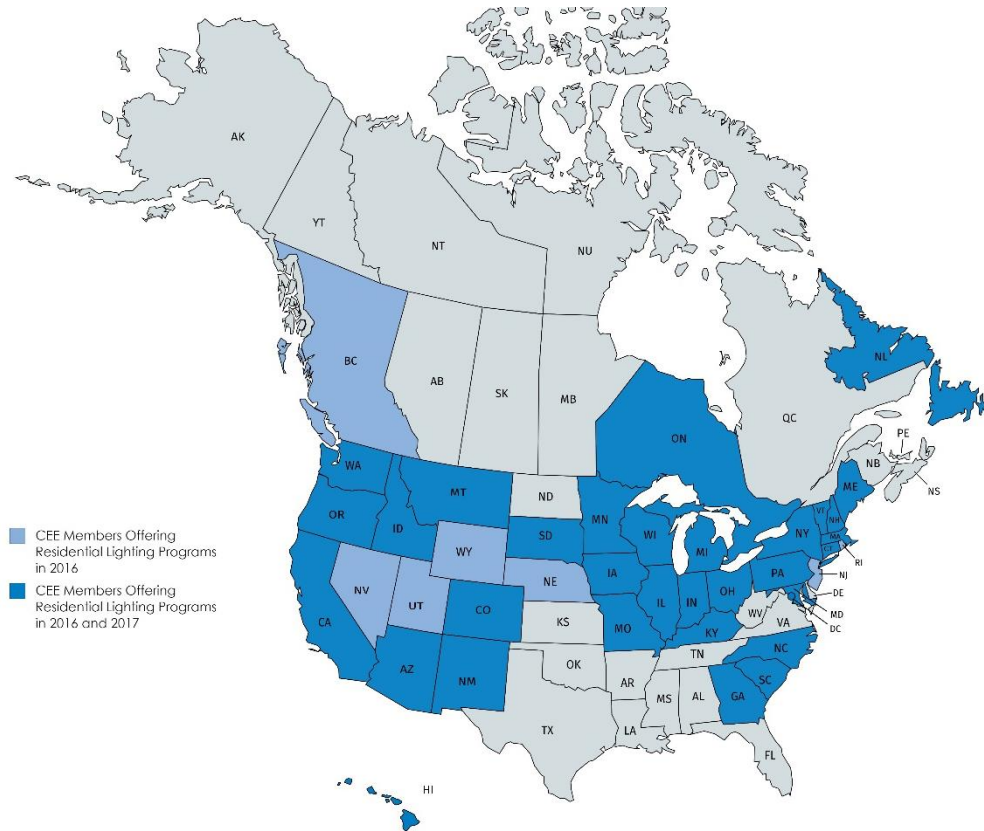 AK
YT
NT
NU
BC
AB
SK
MB
ON
QC
NL
PE
NB
NS
WA
MT
ND
MN
OR
ID
SD
WI
MI
NY
VT
NH
ME
MA
CT
RI
WY
IA
NE
PA
NJ
NV
UT
CO
IL
IN
OH
DE
MD
DC
CA
KS
MO
KY
WV
VA
AZ
NM
OK
AR
TN
NC
SC
TX
LA
MS
AL
GA
FL
HI
CEE Members Offering
Residential Lighting Programs
in 2016
CEE Members Offering
Residential Lighting Programs
in 2016 and 2017